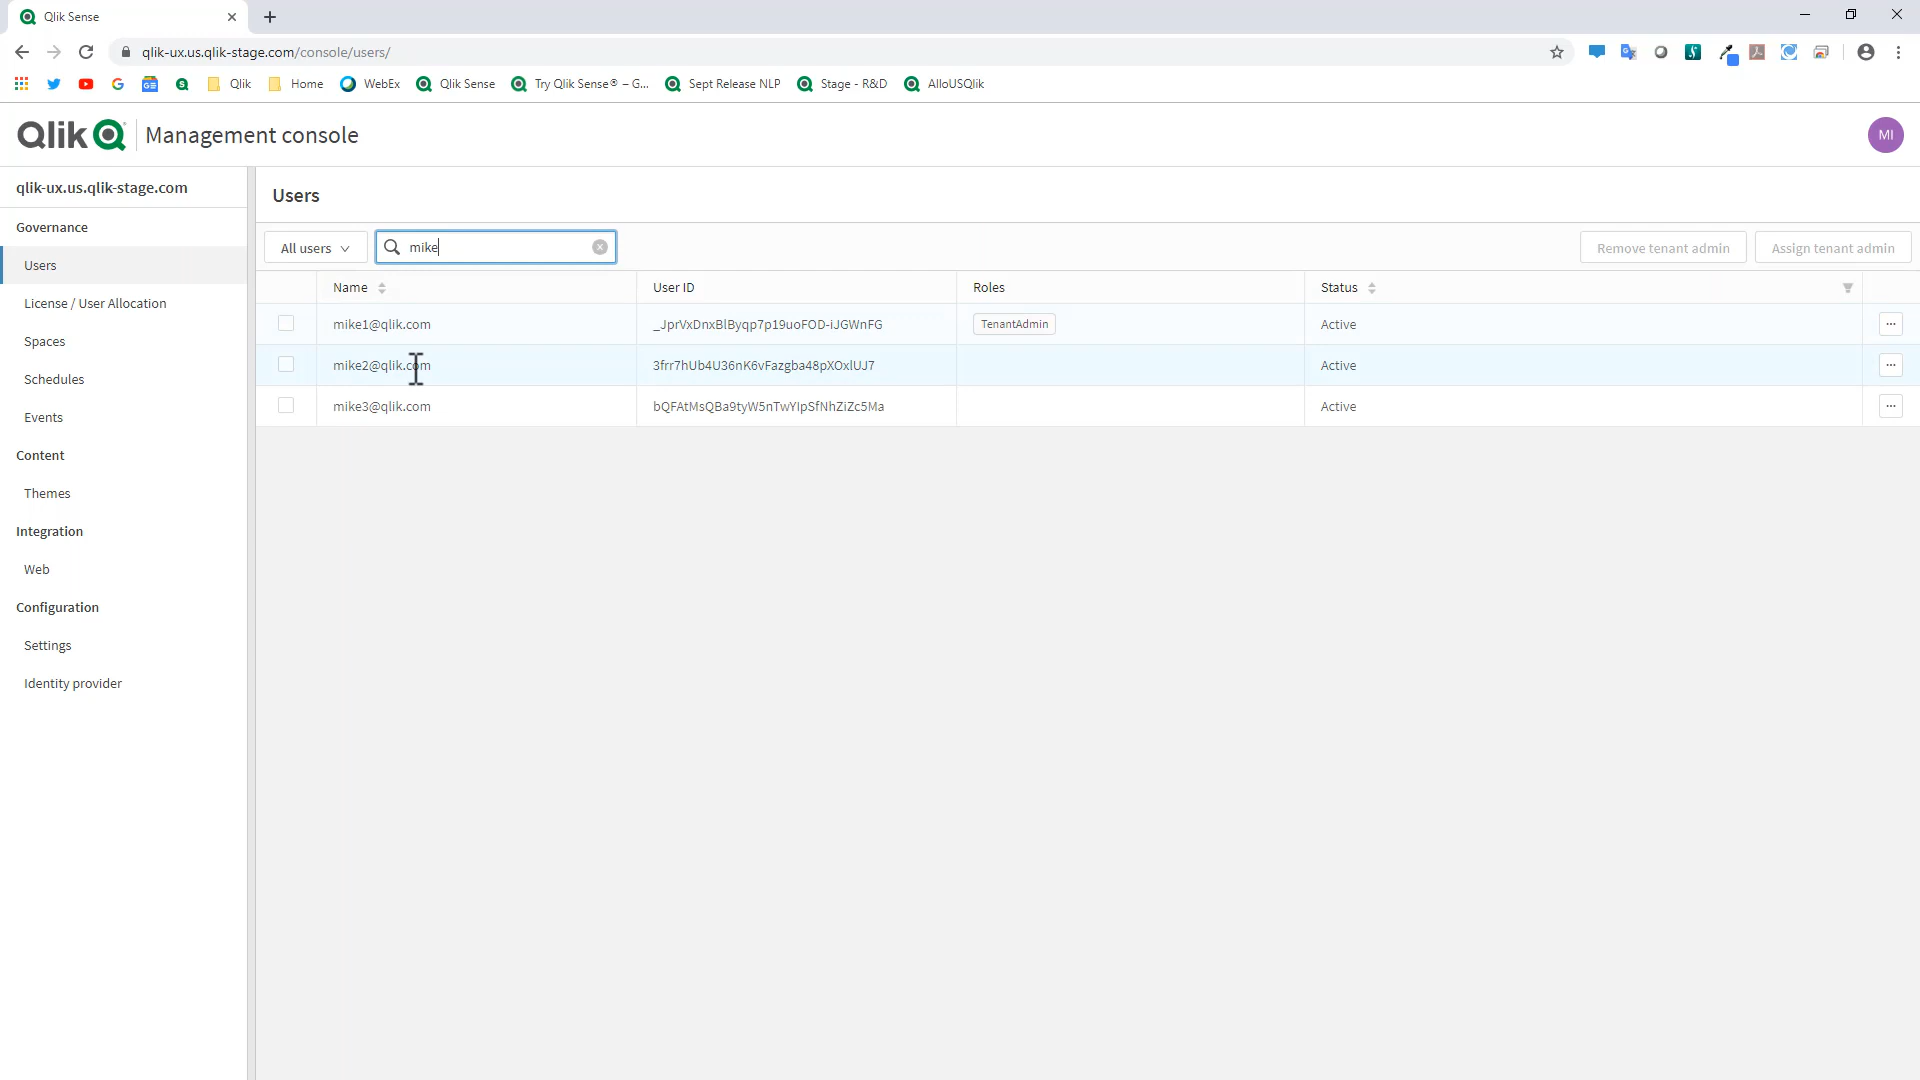 Qlik Sense
qlik-ux.us.qlik-stage.com/console/users/
Qlik
Home
WebEx
Qlik Sense
Try Qlik Sense® – G...
Sept Release NLP
Stage - R&D
AlloUSQlik
Qlik
Management console
MI
qlik-ux.us.qlik-stage.com
Governance
Users
License / User Allocation
Spaces
Schedules
Events
Content
Themes
Integration
Web
Configuration
Settings
Identity provider
Users
All users
mike
Remove tenant admin
Assign tenant admin
Name User ID Roles Status
mike1@qlik.com _JprVxDnxBlByqp7p19uoFOD-iJGWnFG TenantAdmin Active
mike2@qlik.com 3frr7hUb4U36nK6vFazgba48pXOxlUJ7 Active
mike3@qlik.com bQFAtMsQBa9tyW5nTwYIpSfNhZiZc5Ma Active